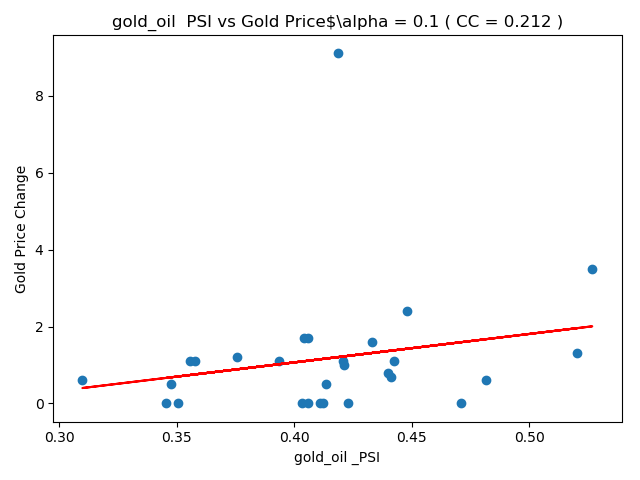 gold_oil  PSI vs Gold Price$\alpha = 0.1 ( CC = 0.212 )
Gold Price Change
8
6
4
2
0
0.30 0.35 0.40 0.45 0.50
gold_oil _PSI